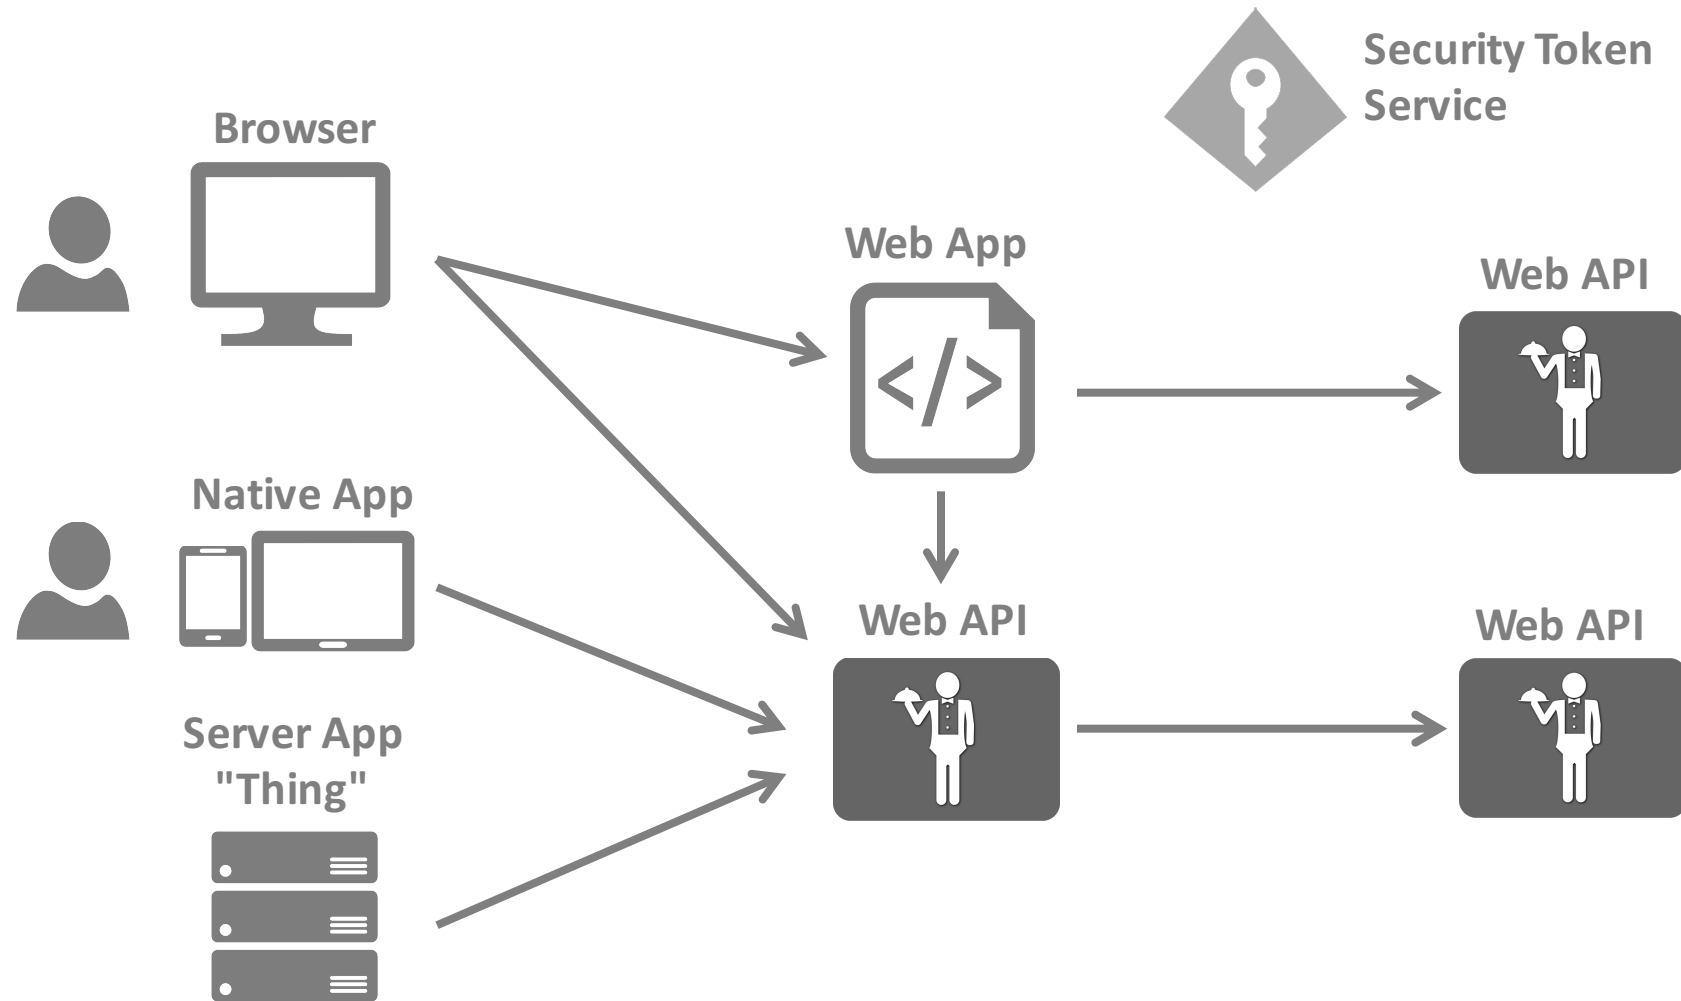 Security Token
Service
Browser
Web App
Web API
Native App
Web API
Web API
Server App
"Thing"